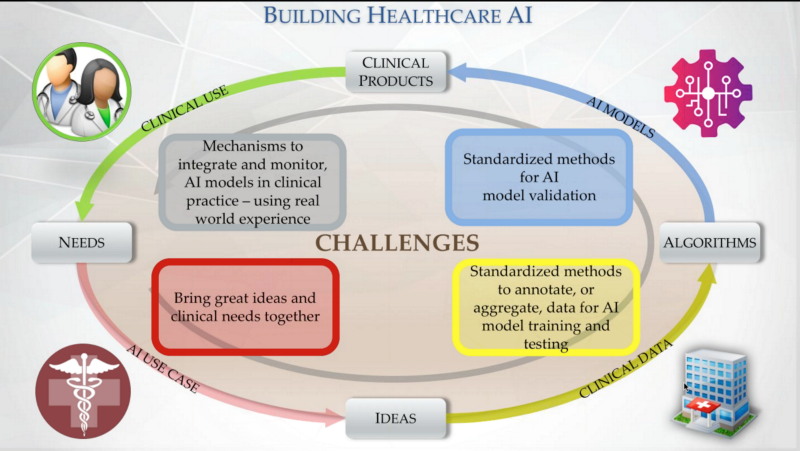 BUILDING HEALTHCARE AI
CLINICAL
PRODUCTS
CLINICAL USE
AI MODELS
Mechanisms to
integrate and monitor,
AI models in clinical
practice – using real
world experience
Standardized methods
for AI
model validation
NEEDS
CHALLENGES
ALGORITHMS
Bring great ideas and
clinical needs together
Standardized methods
to annotate, or
aggregate, data for AI
model training and
testing
AI USE CASE
CLINICAL DATA
IDEAS